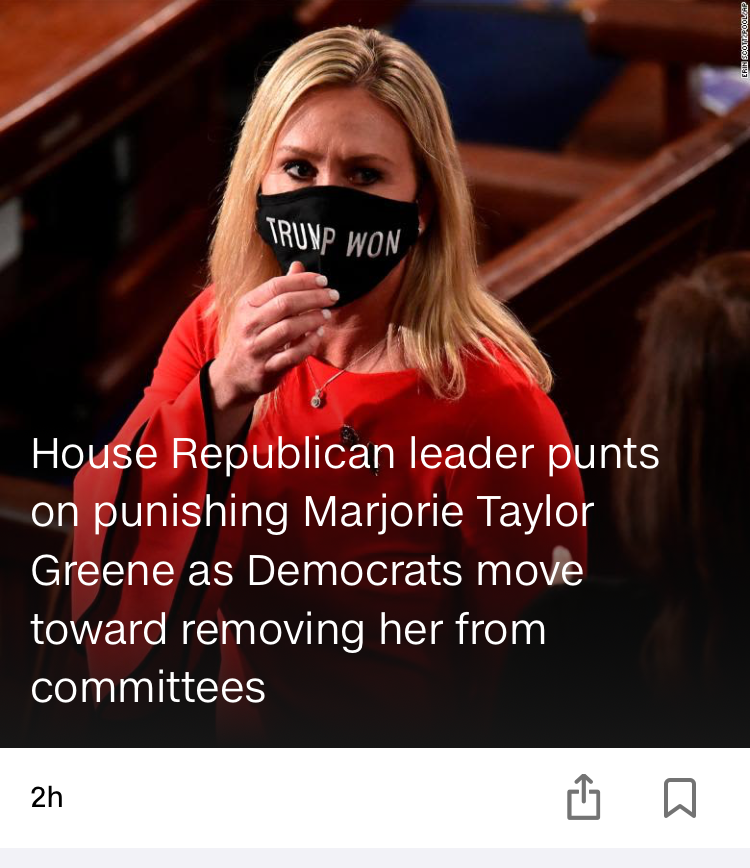 ERIN SCOTT/POOL/AP
TRUMP WON
House Republican leader punts
on punishing Marjorie Taylor
Greene as Democrats move
toward removing her from
committees
2h